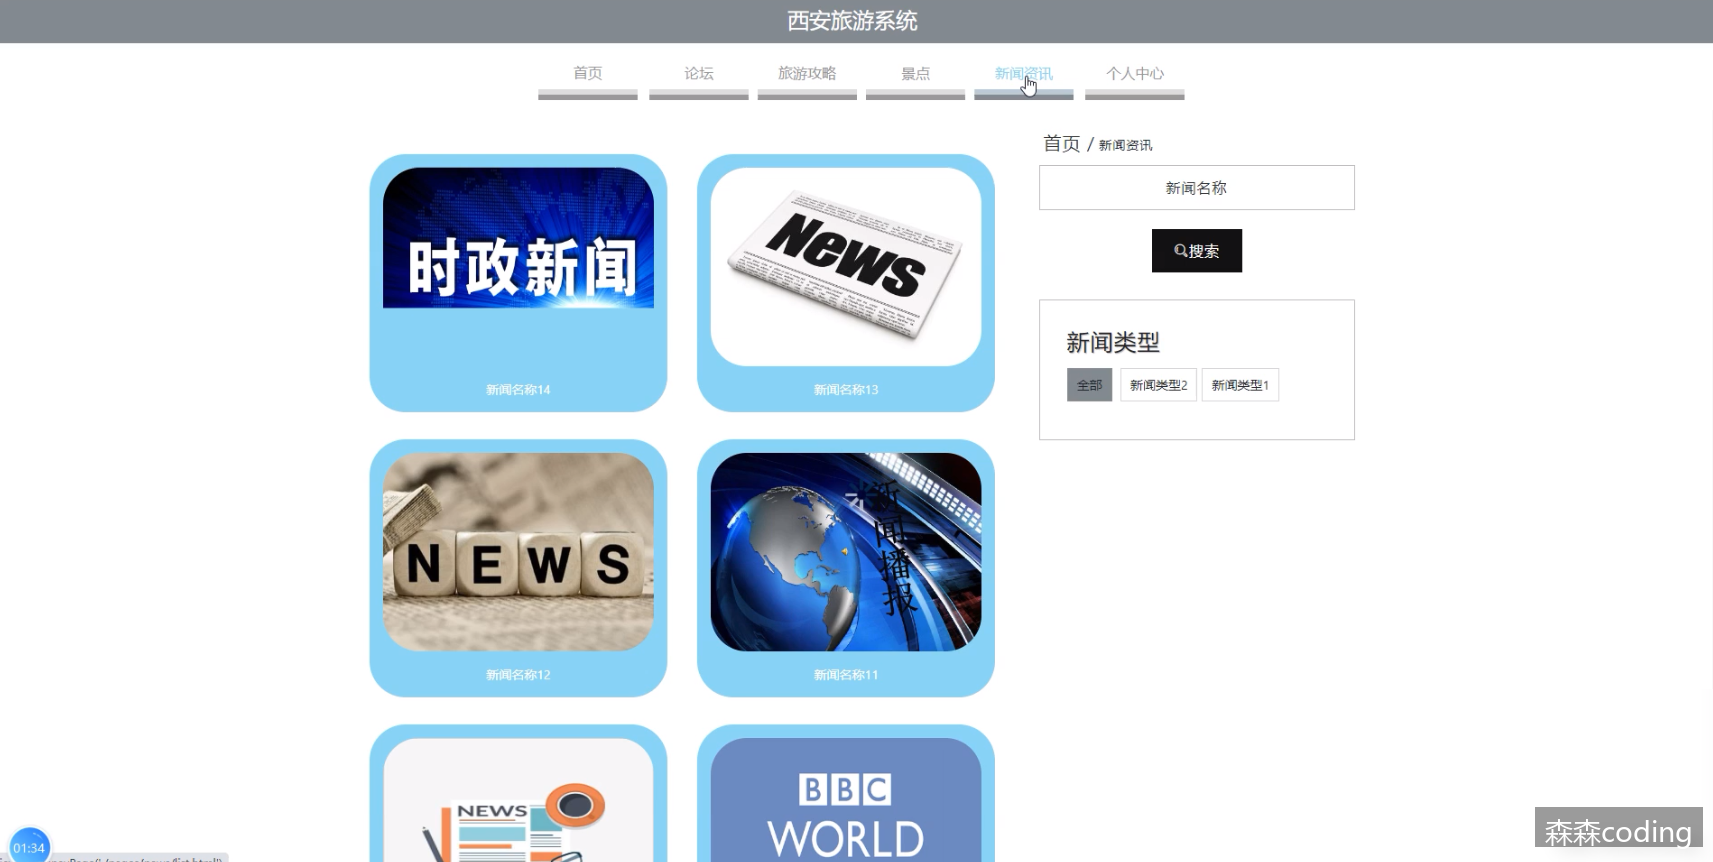 西安旅游系统
首页
论坛
旅游攻略
景点
新闻资讯
个人中心
首页 / 新闻资讯
新闻名称
搜索
新闻类型
全部
新闻类型2
新闻类型1
时政新闻
新闻名称14
News
新闻名称13
NEWS
新闻名称12
新闻播报
新闻名称11
NEWS
BBC
WORLD
01:34
森森coding